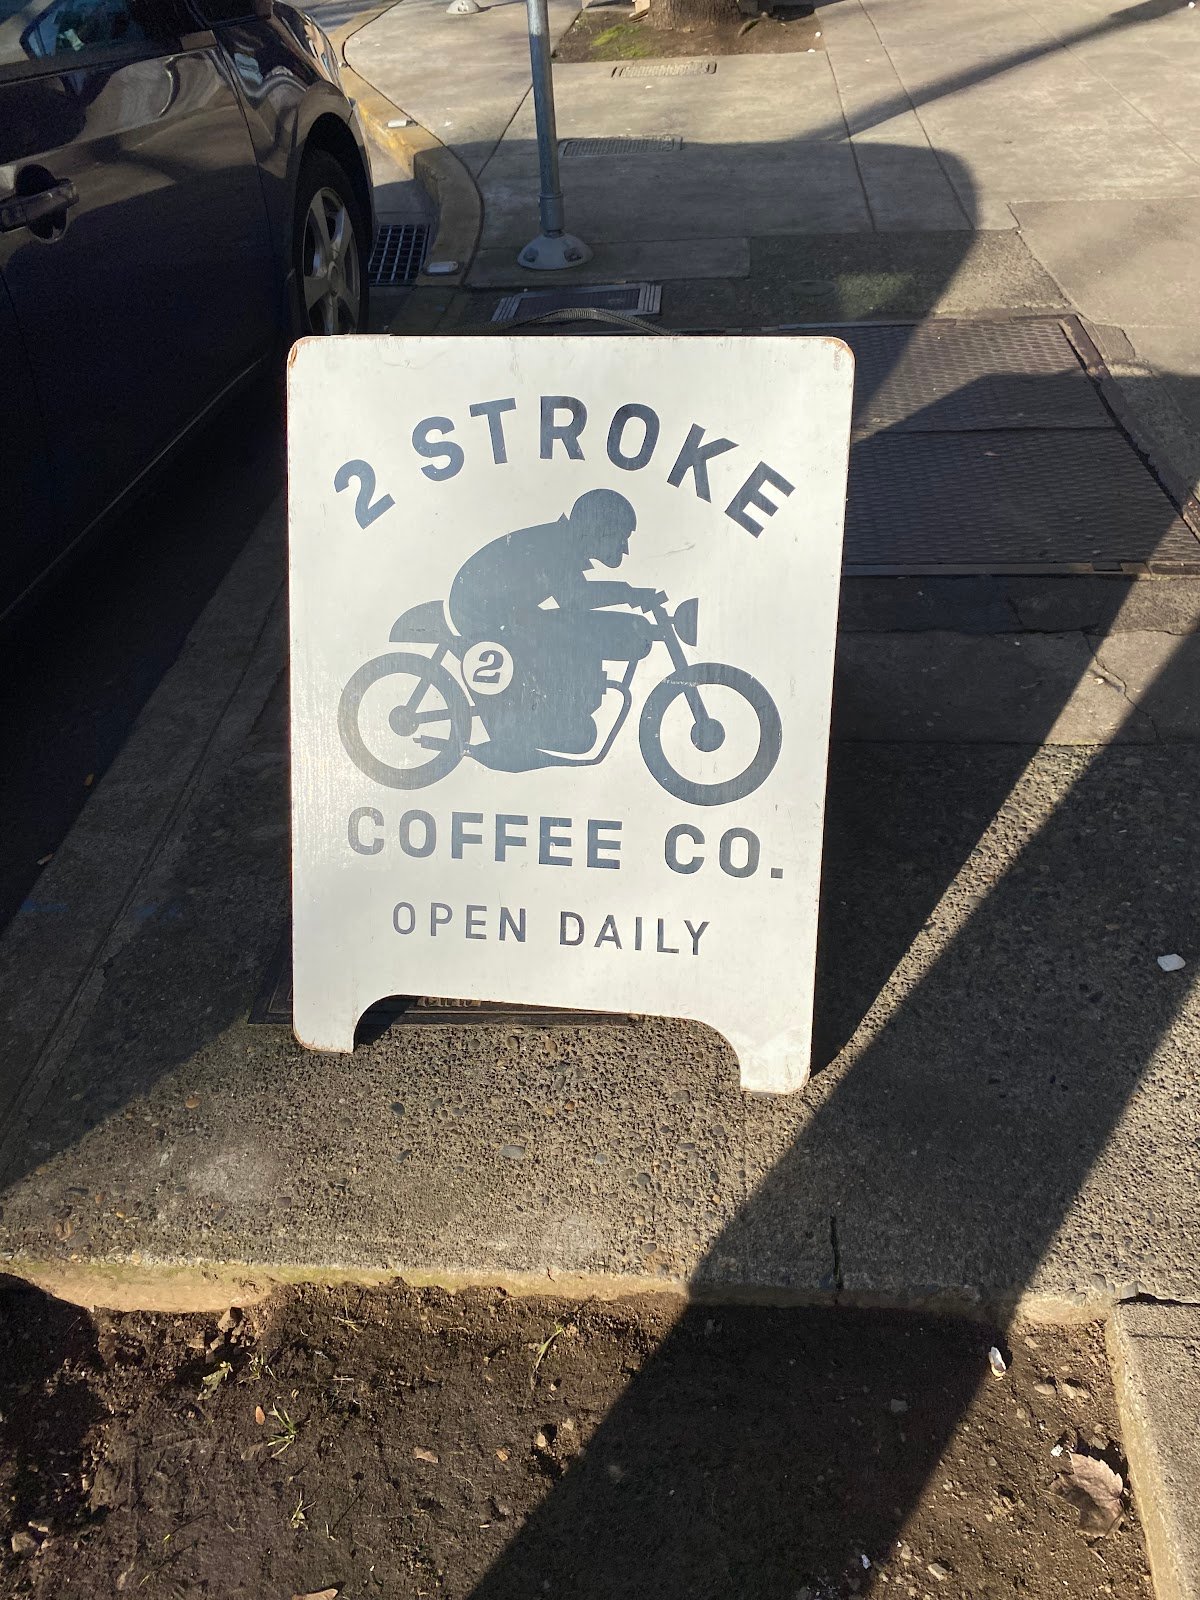 2 STROKE
2
COFFEE CO.
OPEN DAILY